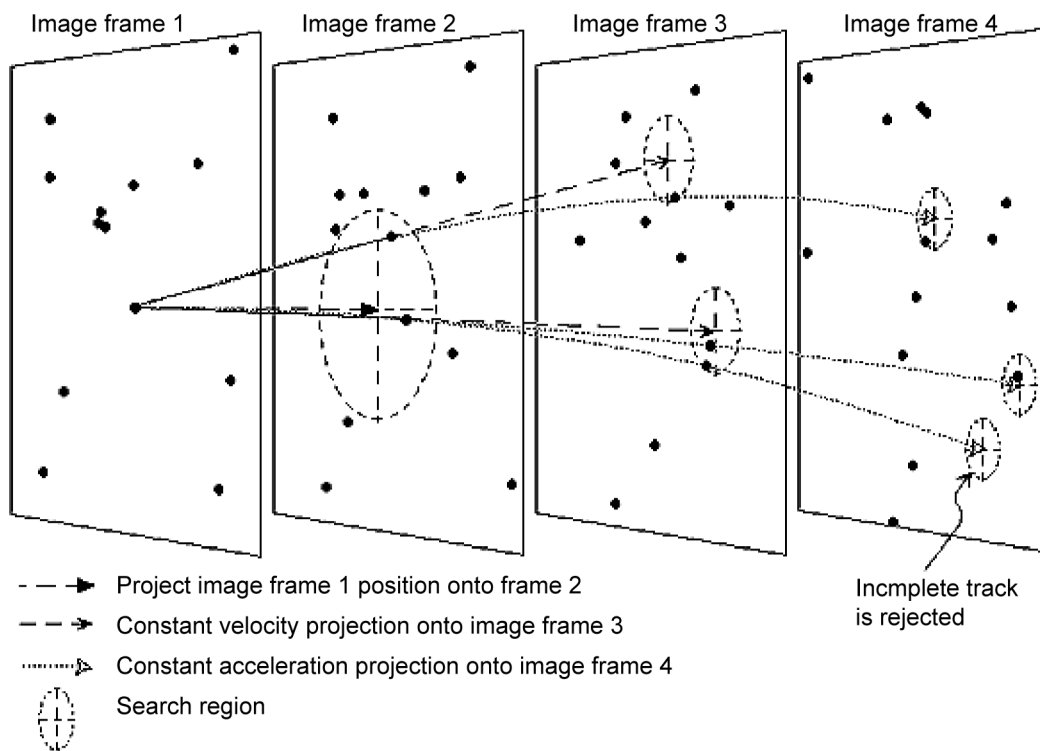 Image frame 1
Image frame 2
Image frame 3
Image frame 4
Incmplete track
is rejected
Project image frame 1 position onto frame 2
Constant velocity projection onto image frame 3
Constant acceleration projection onto image frame 4
Search region